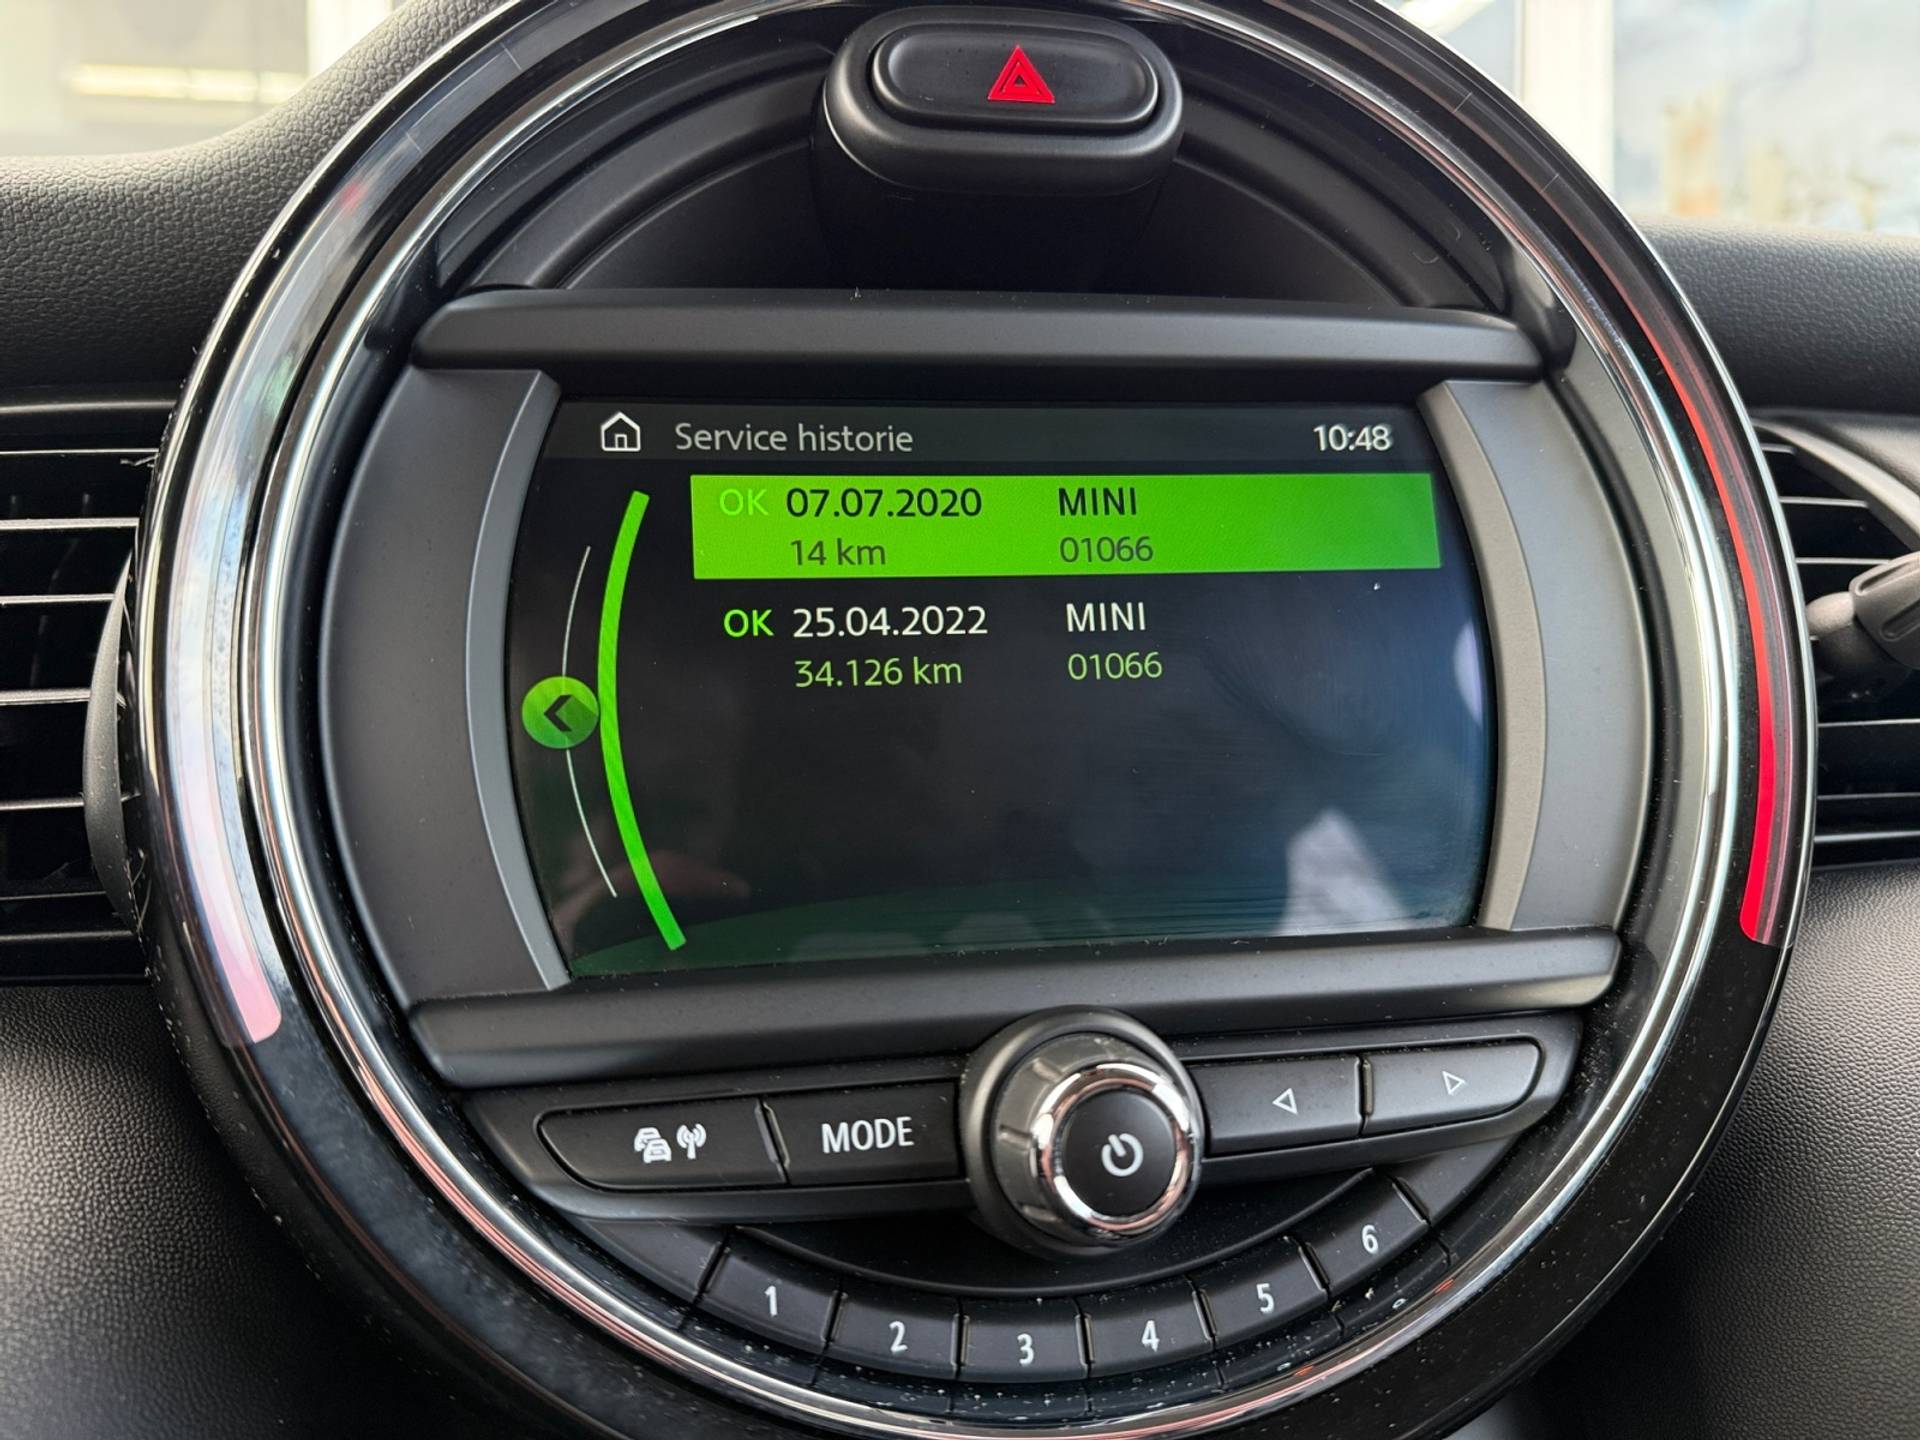 Service historie 10:48
OK 07.07.2020 MINI
14 km 01066
OK 25.04.2022 MINI
34.126 km 01066
MODE
1 2 3 4 5 6